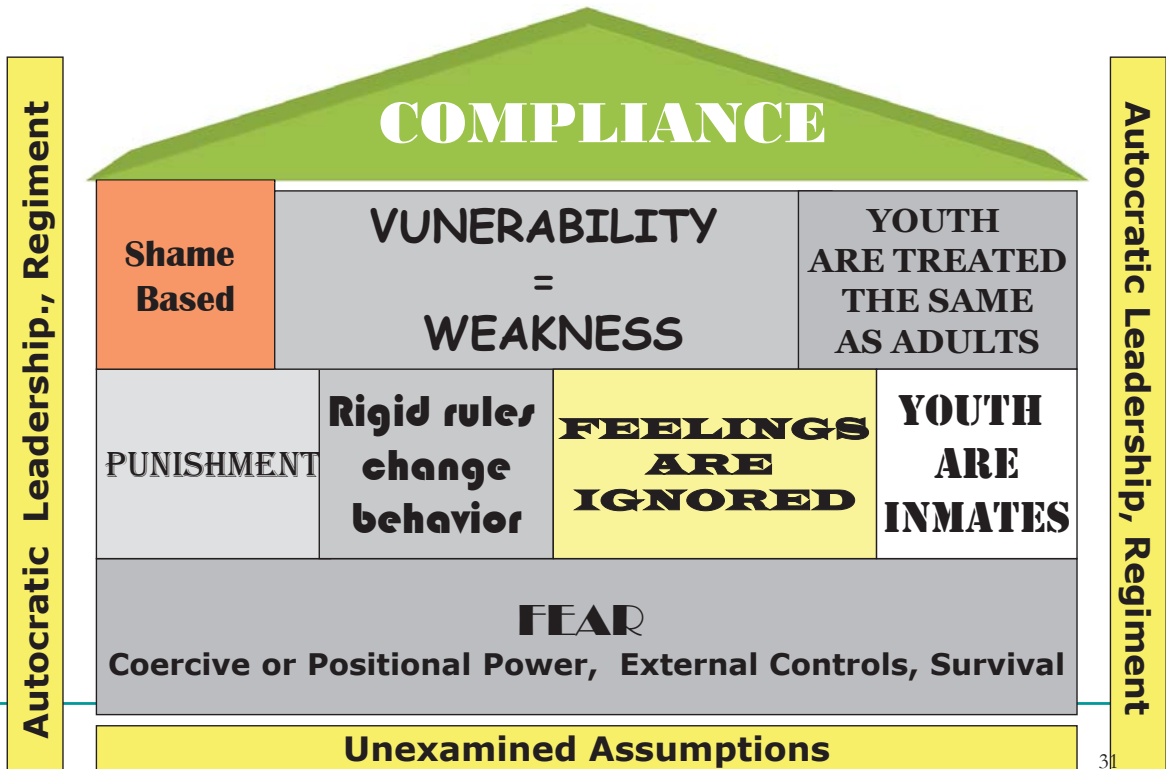 COMPLIANCE
Autocratic Leadership., Regiment
Shame
Based
VUNERABILITY
=
WEAKNESS
YOUTH
ARE TREATED
THE SAME
AS ADULTS
PUNISHMENT
Rigid rules
change
behavior
FEELINGS
ARE
IGNORED
YOUTH
ARE
INMATES
FEAR
Coercive or Positional Power, External Controls, Survival
Autocratic Leadership, Regiment
Unexamined Assumptions
31